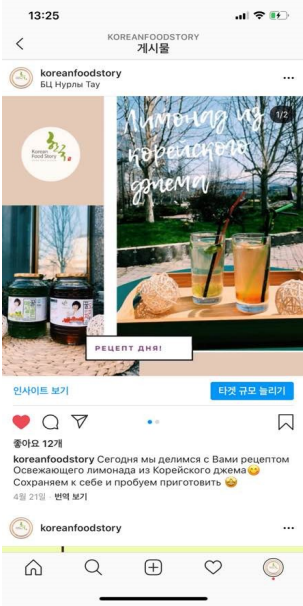 13:25
KOREANFOODSTORY
게시물
koreanfoodstory
БЦ Нурлы Тау
1/2
Лимонад из
корейского
джема
Korean
Food Story
РЕЦЕПТ ДНЯ!
인사이트 보기
타겟 규모 늘리기
좋아요 12개
koreanfoodstory Сегодня мы делимся с Вами рецептом
Освежающего лимонада из Корейского джема😋
Сохраняем к себе и пробуем приготовить 🤩
4월 21일 · 번역 보기
koreanfoodstory